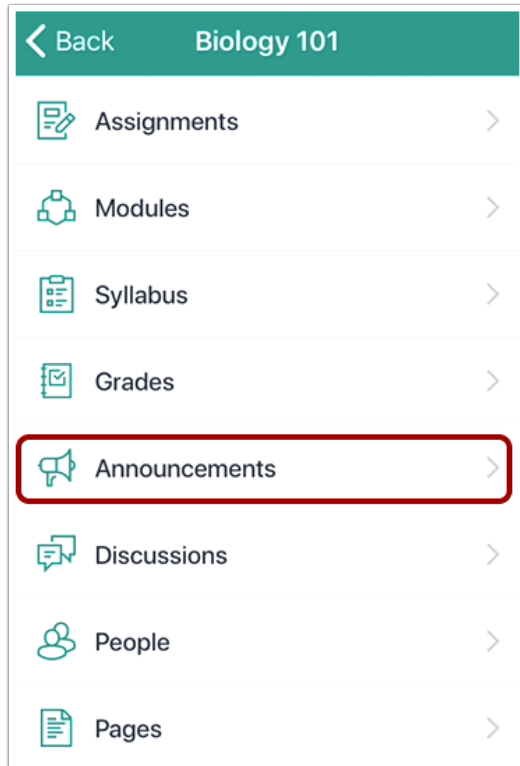 Back Biology 101
Assignments
Modules
Syllabus
Grades
Announcements
Discussions
People
Pages